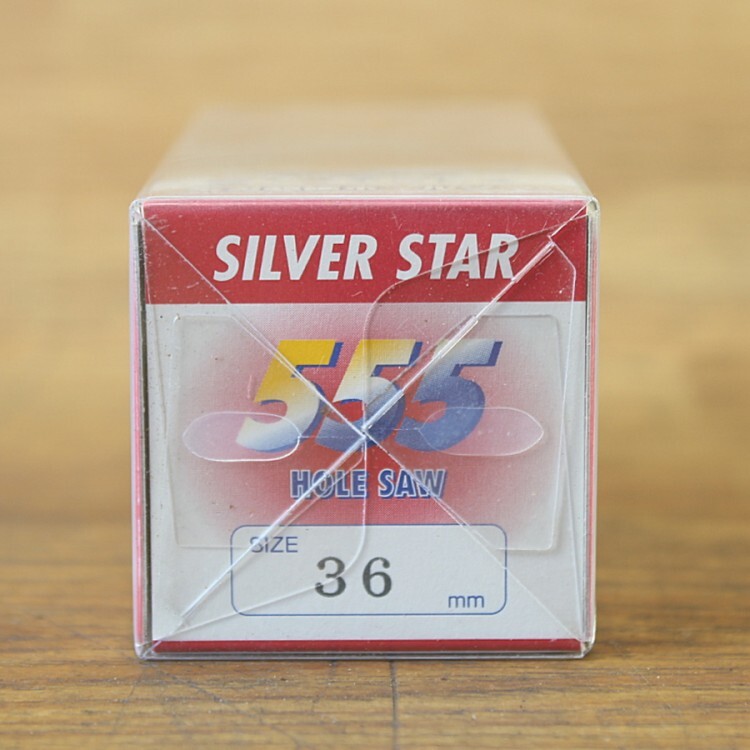 SILVER STAR
555
HOLE SAW
SIZE
36
mm